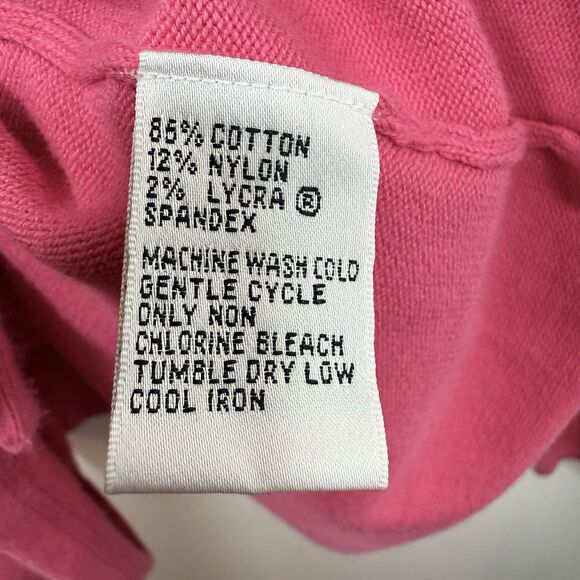 86% COTTON
12% NYLON
2% LYCRA ®
SPANDEX
MACHINE WASH COLD
GENTLE CYCLE
ONLY NON
CHLORINE BLEACH
TUMBLE DRY LOW
COOL IRON